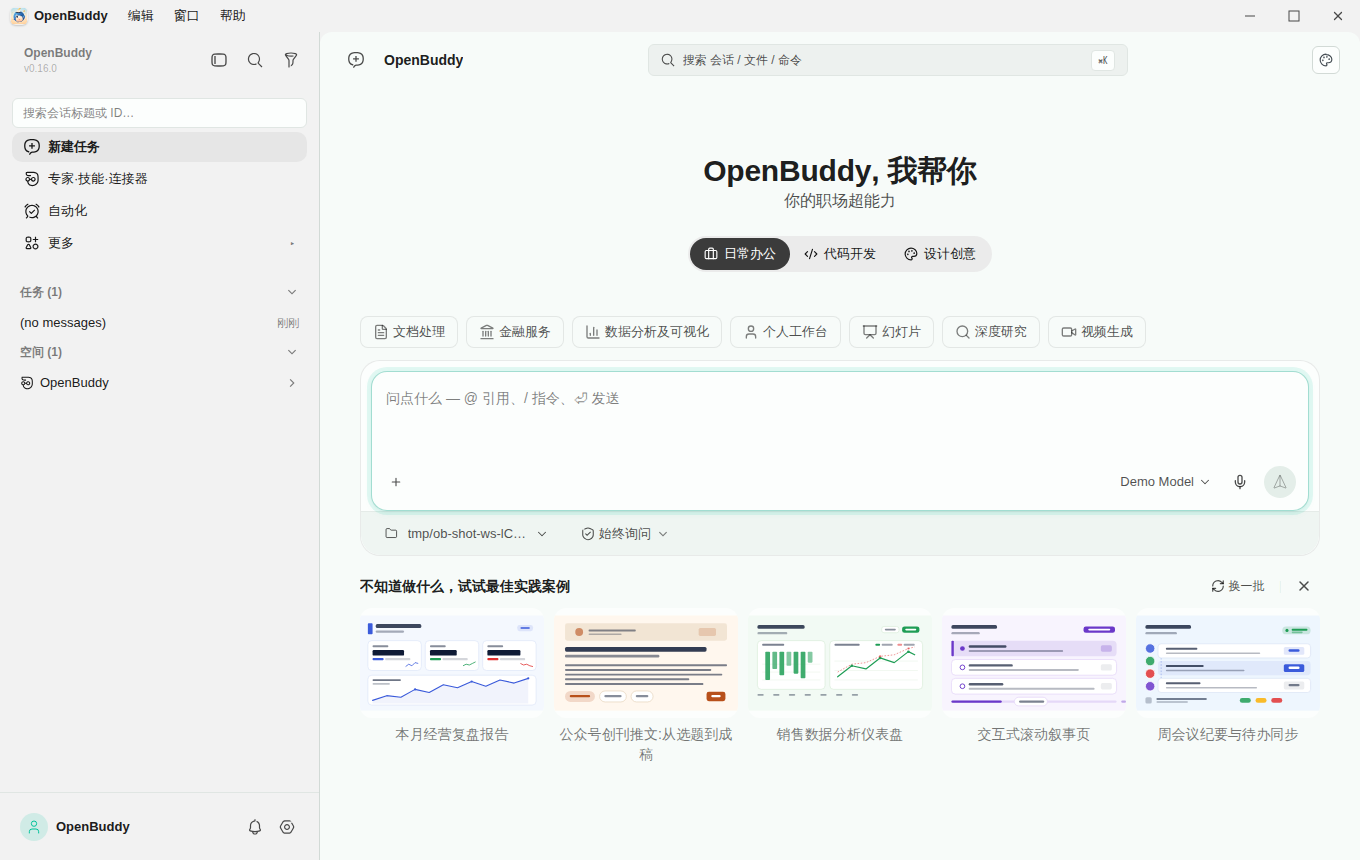 OpenBuddy 编辑 窗口 帮助
OpenBuddy
v0.16.0
搜索会话标题或 ID…
新建任务
专家·技能·连接器
自动化
更多
任务 (1)
(no messages) 刚刚
空间 (1)
OpenBuddy
OpenBuddy
OpenBuddy
搜索 会话 / 文件 / 命令 ⌘K
OpenBuddy, 我帮你
你的职场超能力
日常办公 代码开发 设计创意
文档处理 金融服务 数据分析及可视化 个人工作台 幻灯片 深度研究 视频生成
问点什么 — @ 引用、/ 指令、⏎ 发送
Demo Model
tmp/ob-shot-ws-lC… 始终询问
不知道做什么，试试最佳实践案例 换一批
本月经营复盘报告 公众号创刊推文:从选题到成稿 销售数据分析仪表盘 交互式滚动叙事页 周会议纪要与待办同步